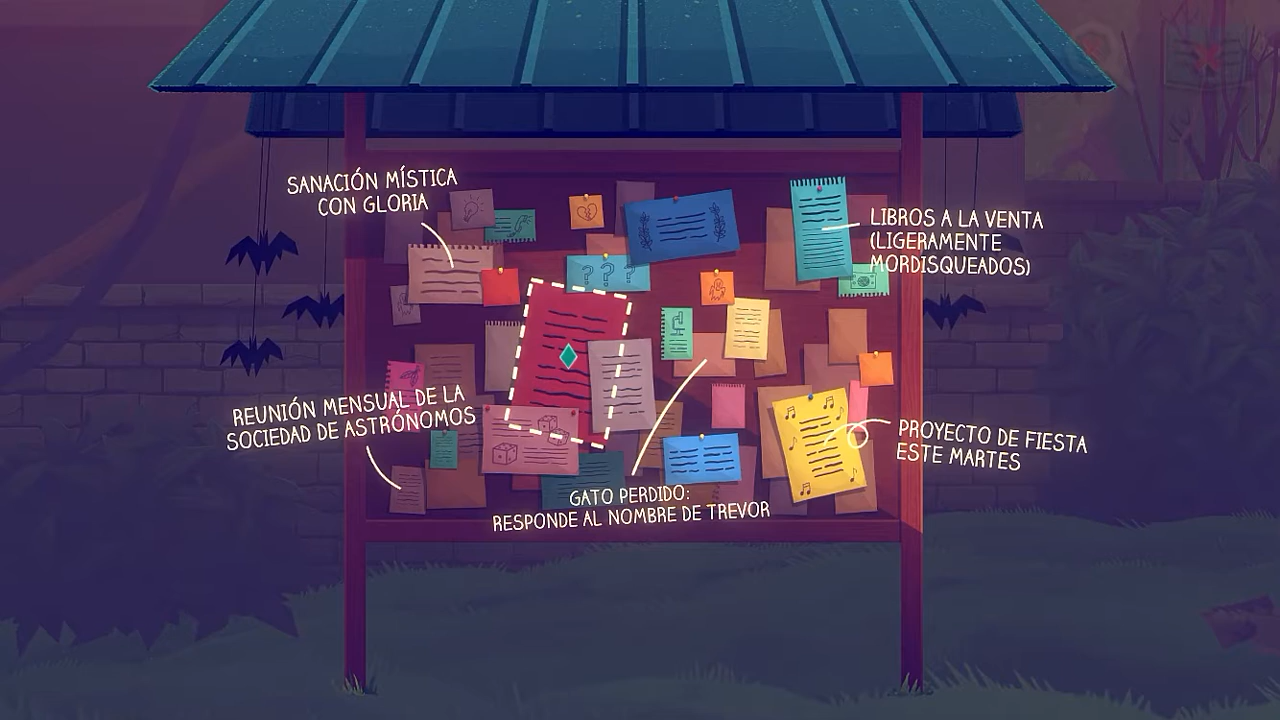 SANACIÓN MÍSTICA
CON GLORIA
LIBROS A LA VENTA
(LIGERAMENTE
MORDISQUEADOS)
? ? ?
REUNIÓN MENSUAL DE LA
SOCIEDAD DE ASTRÓNOMOS
PROYECTO DE FIESTA
ESTE MARTES
GATO PERDIDO:
RESPONDE AL NOMBRE DE TREVOR